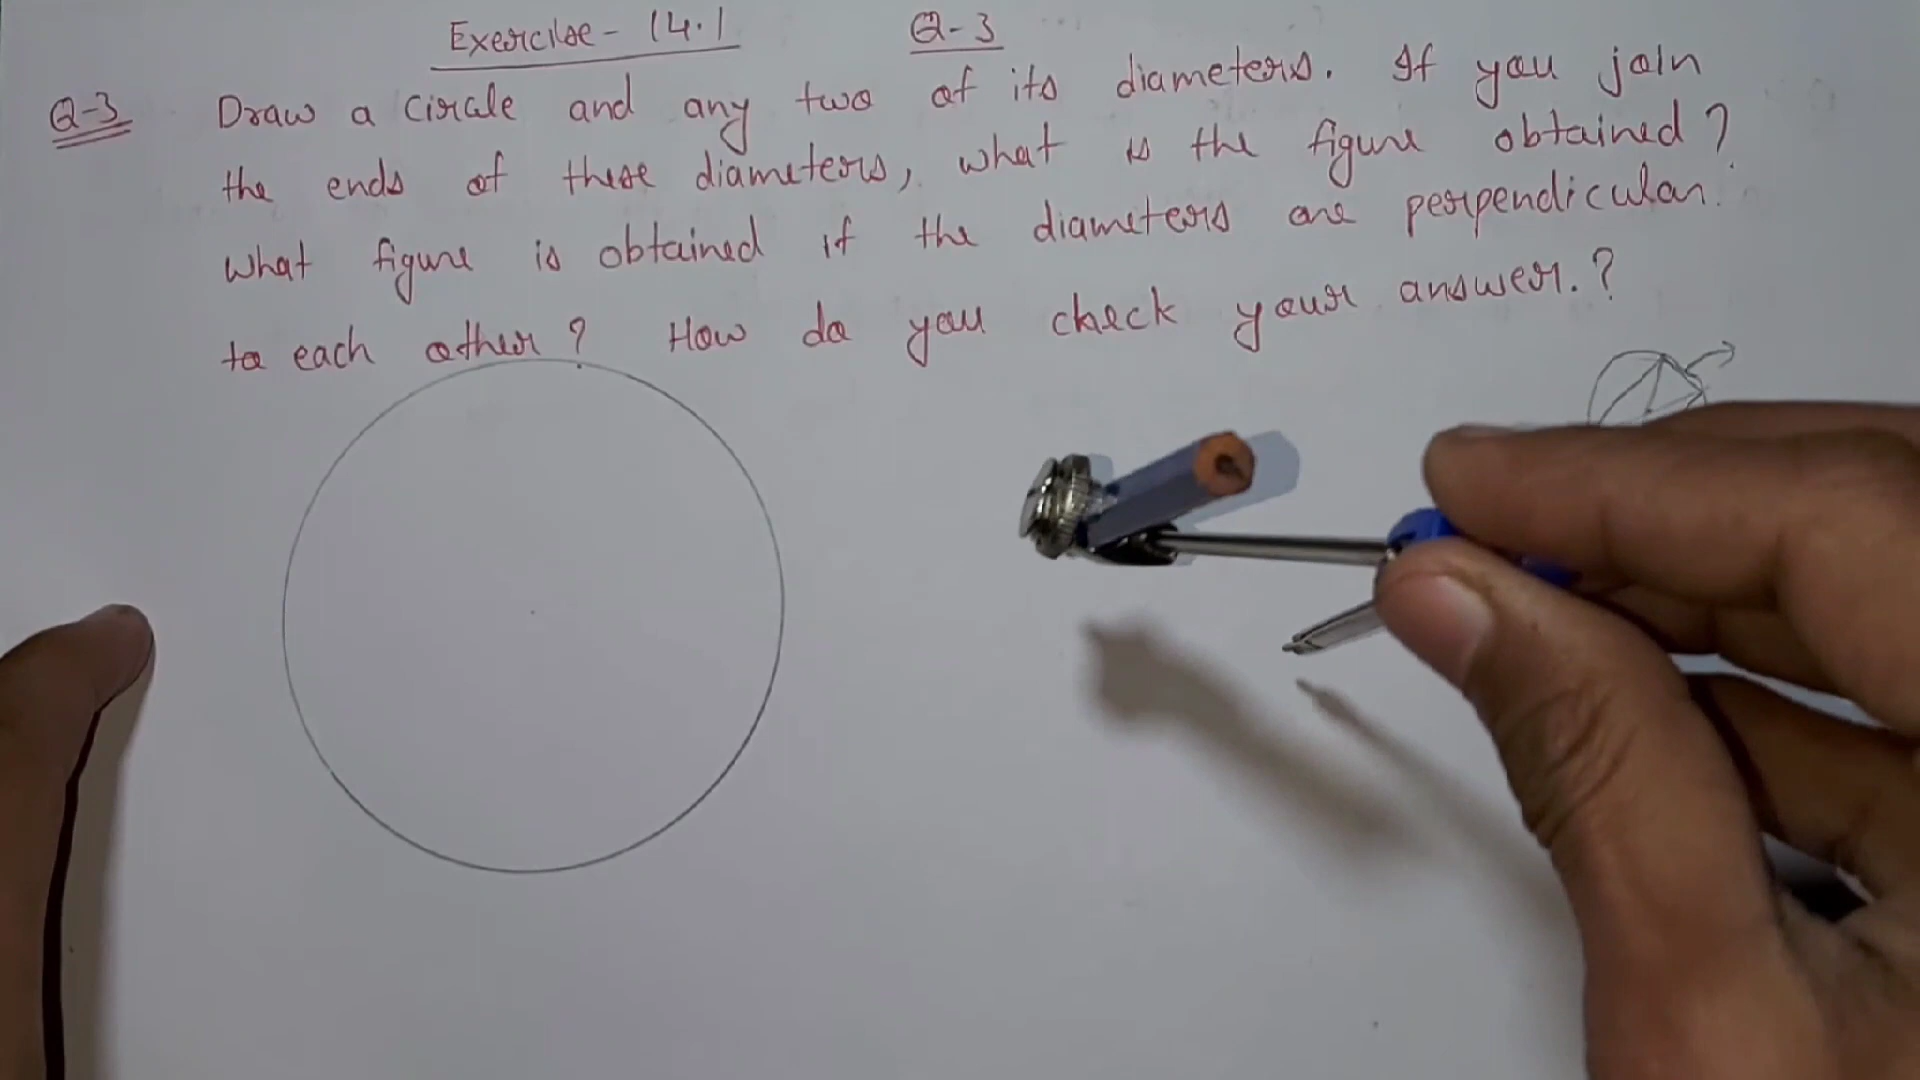 Exercise - 14.1 Q-3
Q-3 Draw a circle and any two of its diameters. If you join
the ends of these diameters, what is the figure obtained?
What figure is obtained if the diameters are perpendicular
to each other? How do you check your answer.?